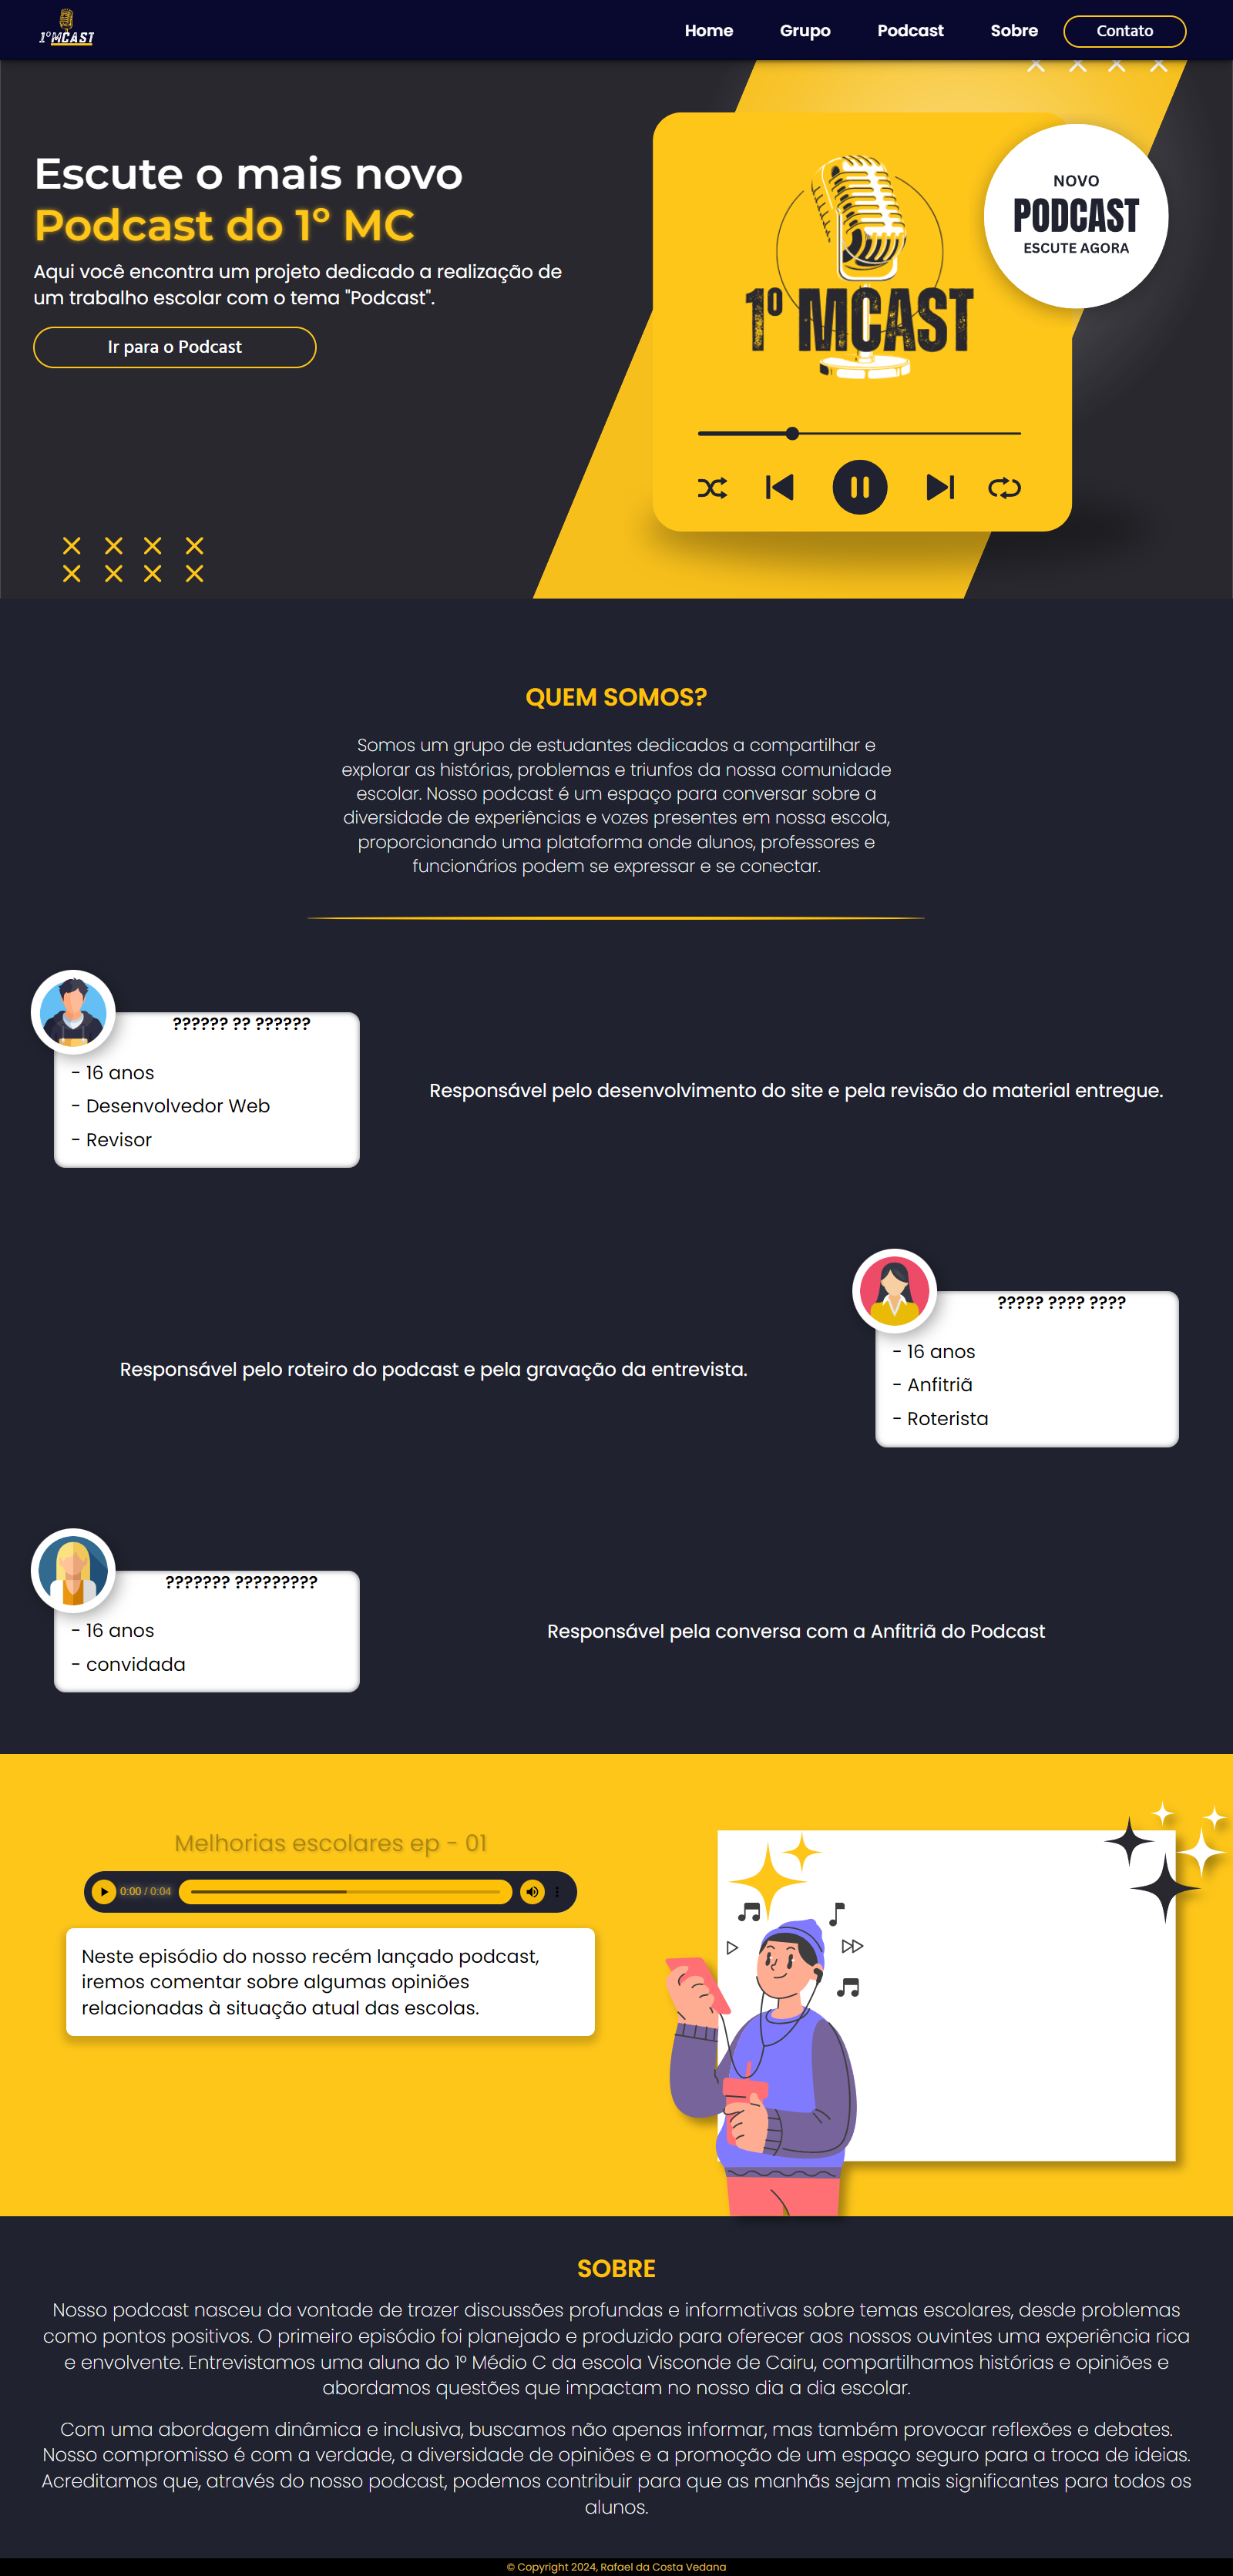 1ºMCAST
Home
Grupo
Podcast
Sobre
Contato
Escute o mais novo
Podcast do 1º MC
Aqui você encontra um projeto dedicado a realização de
um trabalho escolar com o tema "Podcast".
Ir para o Podcast
1º MCAST
NOVO
PODCAST
ESCUTE AGORA
QUEM SOMOS?
Somos um grupo de estudantes dedicados a compartilhar e
explorar as histórias, problemas e triunfos da nossa comunidade
escolar. Nosso podcast é um espaço para conversar sobre a
diversidade de experiências e vozes presentes em nossa escola,
proporcionando uma plataforma onde alunos, professores e
funcionários podem se expressar e se conectar.
?????? ?? ??????
- 16 anos
- Desenvolvedor Web
- Revisor
Responsável pelo desenvolvimento do site e pela revisão do material entregue.
Responsável pelo roteiro do podcast e pela gravação da entrevista.
????? ???? ????
- 16 anos
- Anfitriã
- Roterista
??????? ?????????
- 16 anos
- convidada
Responsável pela conversa com a Anfitriã do Podcast
Melhorias escolares ep - 01
0:00 / 0:04
Neste episódio do nosso recém lançado podcast,
iremos comentar sobre algumas opiniões
relacionadas à situação atual das escolas.
SOBRE
Nosso podcast nasceu da vontade de trazer discussões profundas e informativas sobre temas escolares, desde problemas
como pontos positivos. O primeiro episódio foi planejado e produzido para oferecer aos nossos ouvintes uma experiência rica
e envolvente. Entrevistamos uma aluna do 1º Médio C da escola Visconde de Cairu, compartilhamos histórias e opiniões e
abordamos questões que impactam no nosso dia a dia escolar.
Com uma abordagem dinâmica e inclusiva, buscamos não apenas informar, mas também provocar reflexões e debates.
Nosso compromisso é com a verdade, a diversidade de opiniões e a promoção de um espaço seguro para a troca de ideias.
Acreditamos que, através do nosso podcast, podemos contribuir para que as manhãs sejam mais significantes para todos os
alunos.
© Copyright 2024, Rafael da Costa Vedana